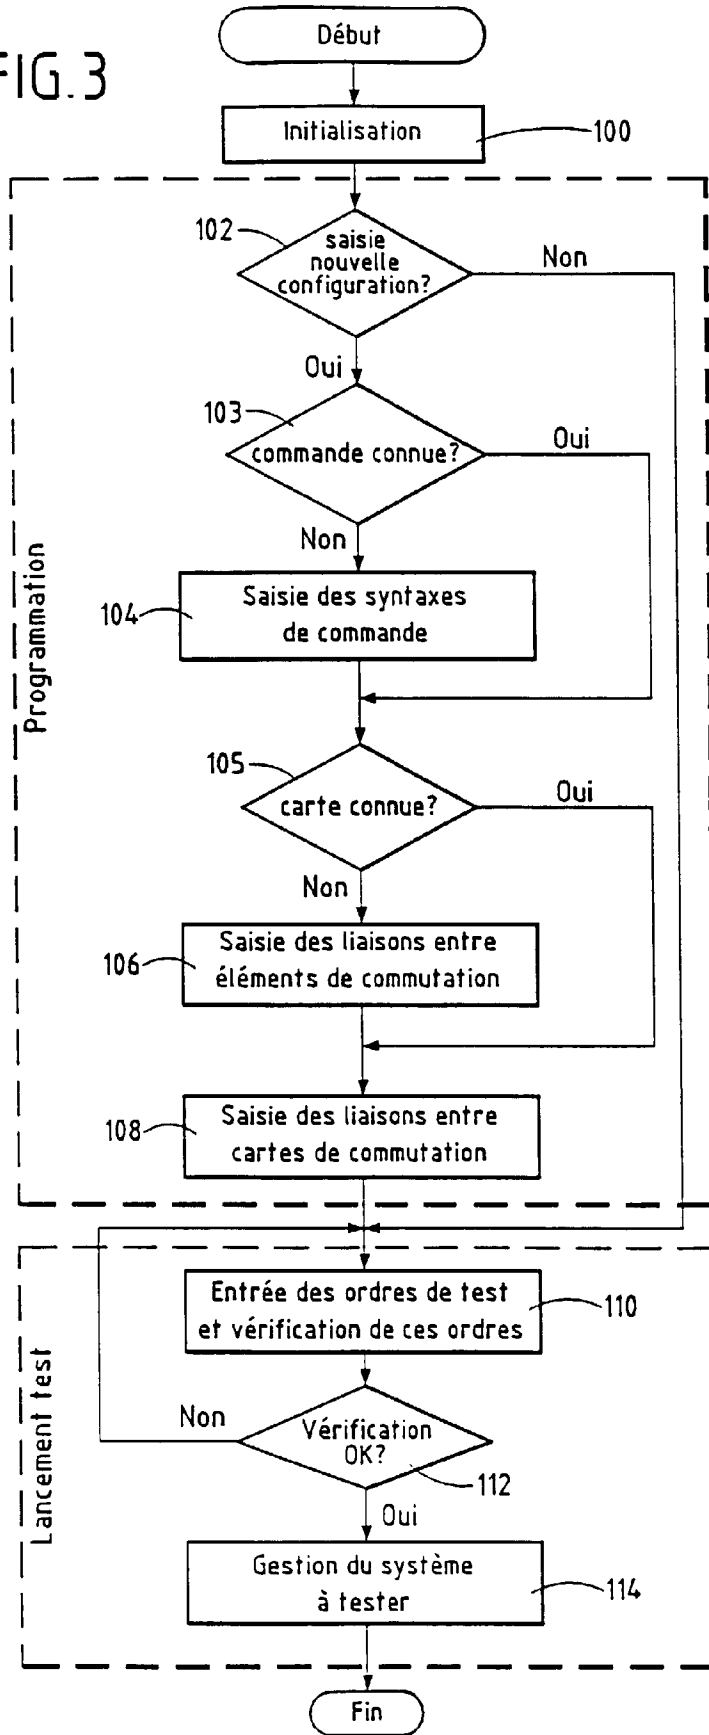 Début
FIG.3
Initialisation
100
102
saisie
nouvelle
configuration?
Non
Oui
103
commande connue?
Oui
Non
104
Saisie des syntaxes
de commande
Programmation
105
carte connue?
Oui
Non
106
Saisie des liaisons entre
éléments de commutation
108
Saisie des liaisons entre
cartes de commutation
Entrée des ordres de test
et vérification de ces ordres
110
Lancement test
Non
Vérification
OK?
112
Oui
Gestion du système
à tester
114
Fin